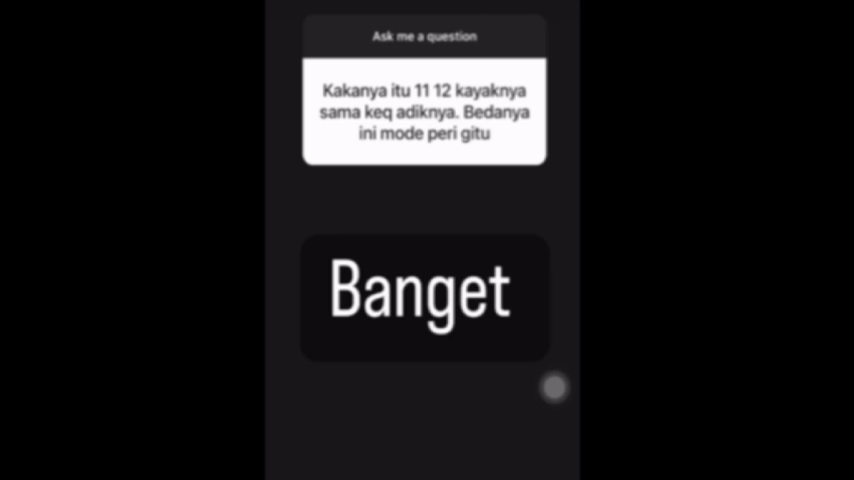 Ask me a question
Kakanya itu 11 12 kayaknya
sama keq adiknya. Bedanya
ini mode peri gitu
Banget